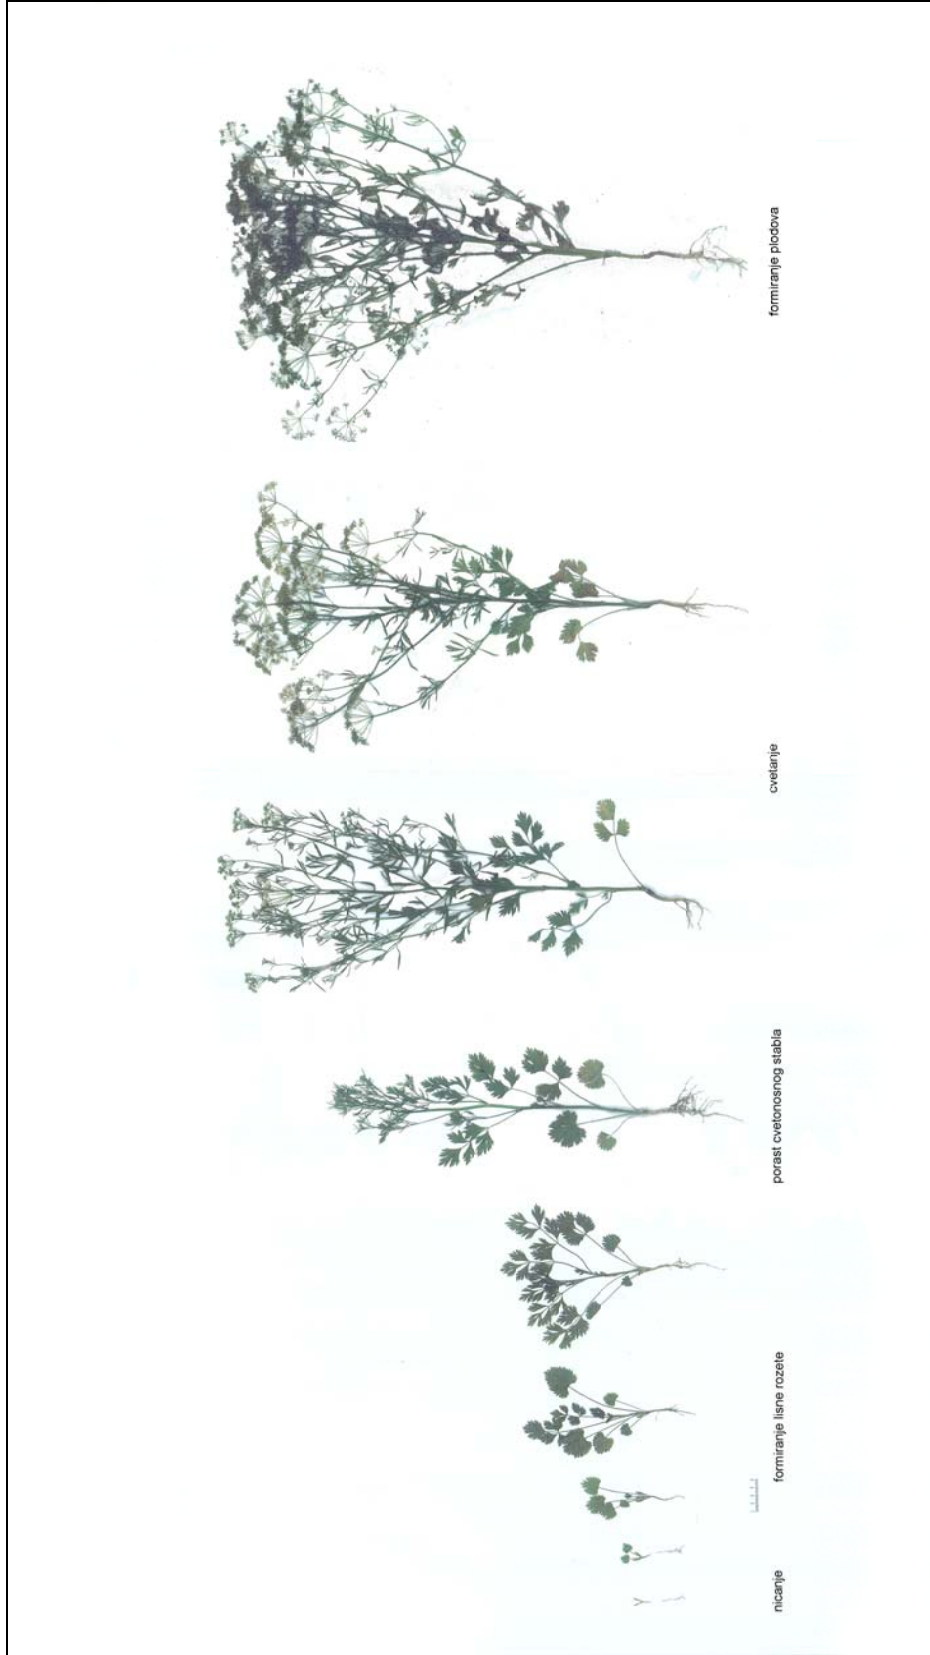 nicanje
formiranje lisne rozete
porast cvetonosnog stabla
cvetanje
formiranje plodova